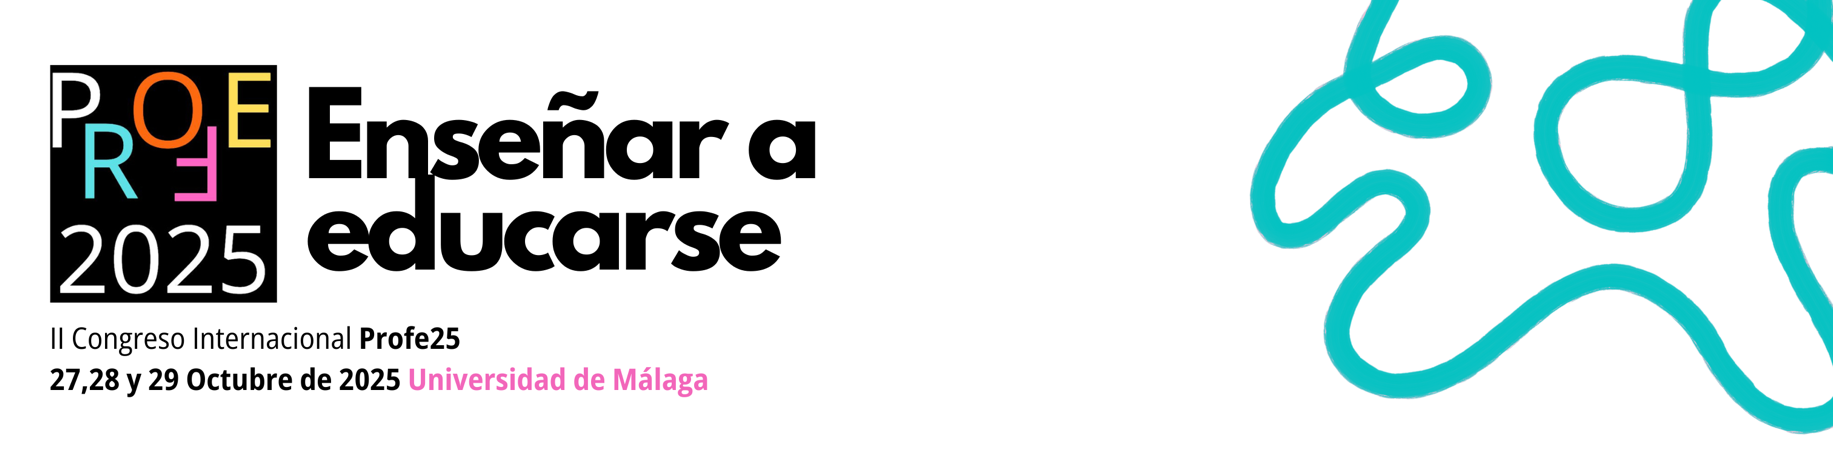 PROFE
2025
Enseñar a
educarse
II Congreso Internacional Profe25
27,28 y 29 Octubre de 2025 Universidad de Málaga